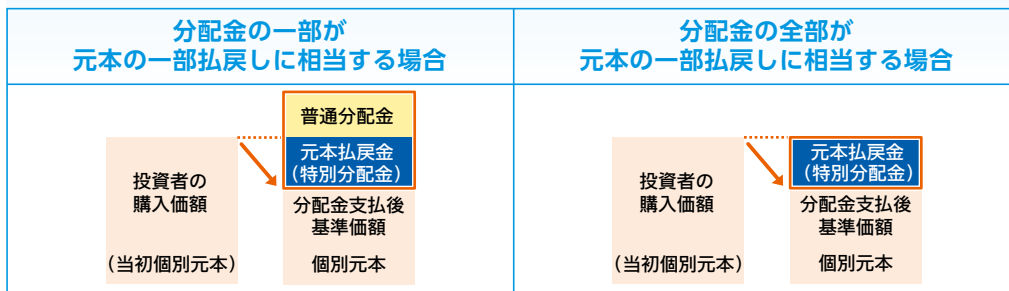 分配金の一部が
元本の一部払戻しに相当する場合
普通分配金
元本払戻金
(特別分配金)
投資者の
購入価額
(当初個別元本)
分配金支払後
基準価額
個別元本
分配金の全部が
元本の一部払戻しに相当する場合
元本払戻金
(特別分配金)
投資者の
購入価額
(当初個別元本)
分配金支払後
基準価額
個別元本